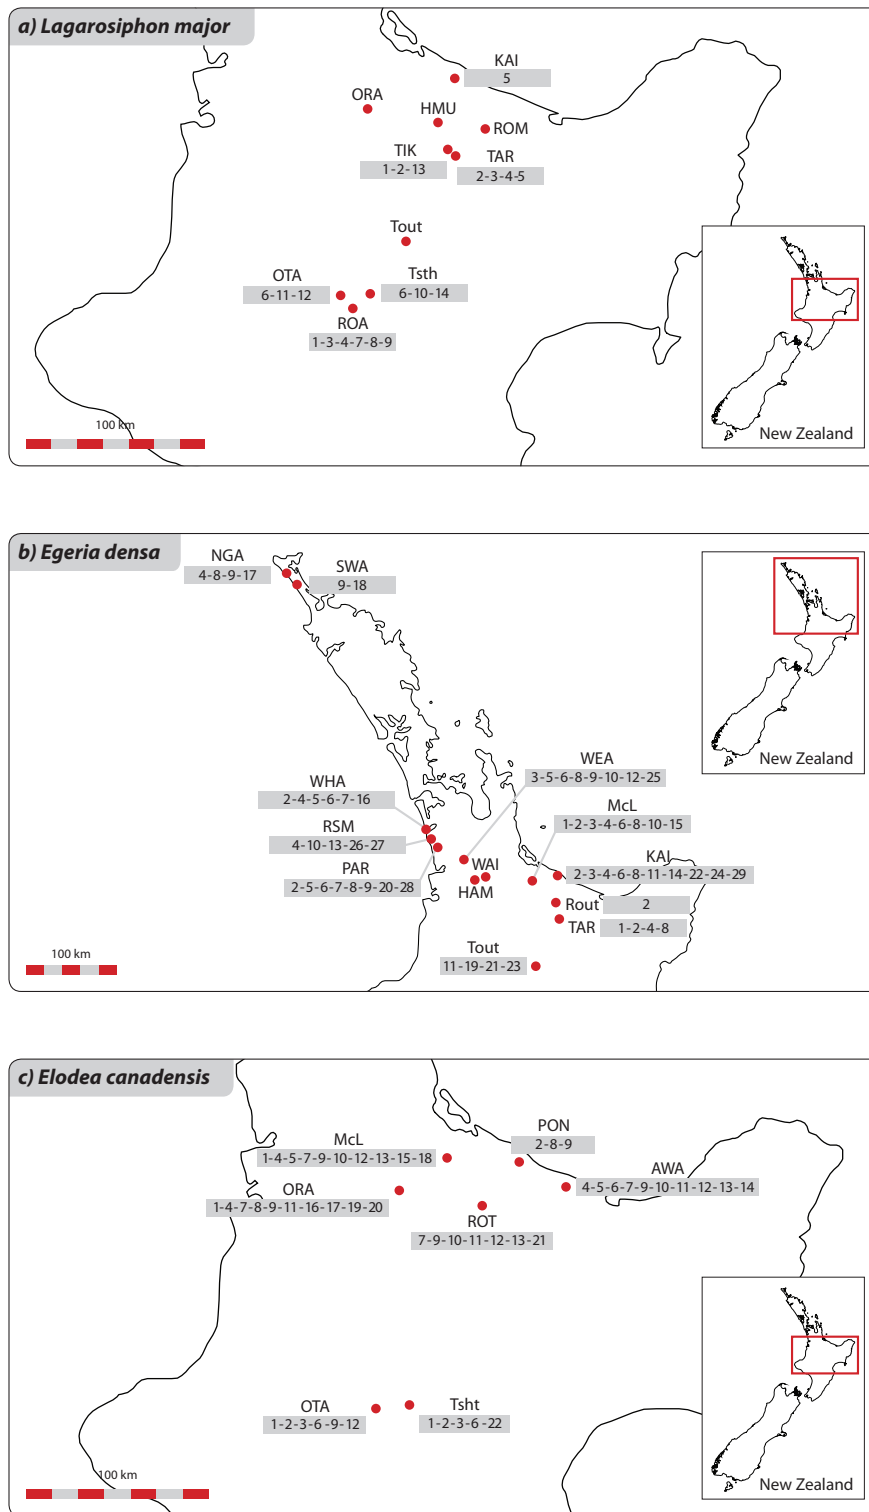 a) Lagarosiphon major
KAI
5
ORA
HMU
ROM
TIK
1-2-13
TAR
2-3-4-5
Tout
OTA
6-11-12
Tsth
6-10-14
ROA
1-3-4-7-8-9
100 km
New Zealand
b) Egeria densa
NGA
4-8-9-17
SWA
9-18
WEA
3-5-6-8-9-10-12-25
WHA
2-4-5-6-7-16
McL
1-2-3-4-6-8-10-15
RSM
4-10-13-26-27
PAR
2-5-6-7-8-9-20-28
WAI
HAM
KAI
2-3-4-6-8-11-14-22-24-29
Rout
2
TAR
1-2-4-8
Tout
11-19-21-23
100 km
New Zealand
c) Elodea canadensis
McL
1-4-5-7-9-10-12-13-15-18
PON
2-8-9
ORA
1-4-7-8-9-11-16-17-19-20
AWA
4-5-6-7-9-10-11-12-13-14
ROT
7-9-10-11-12-13-21
OTA
1-2-3-6-9-12
Tsht
1-2-3-6-22
100 km
New Zealand